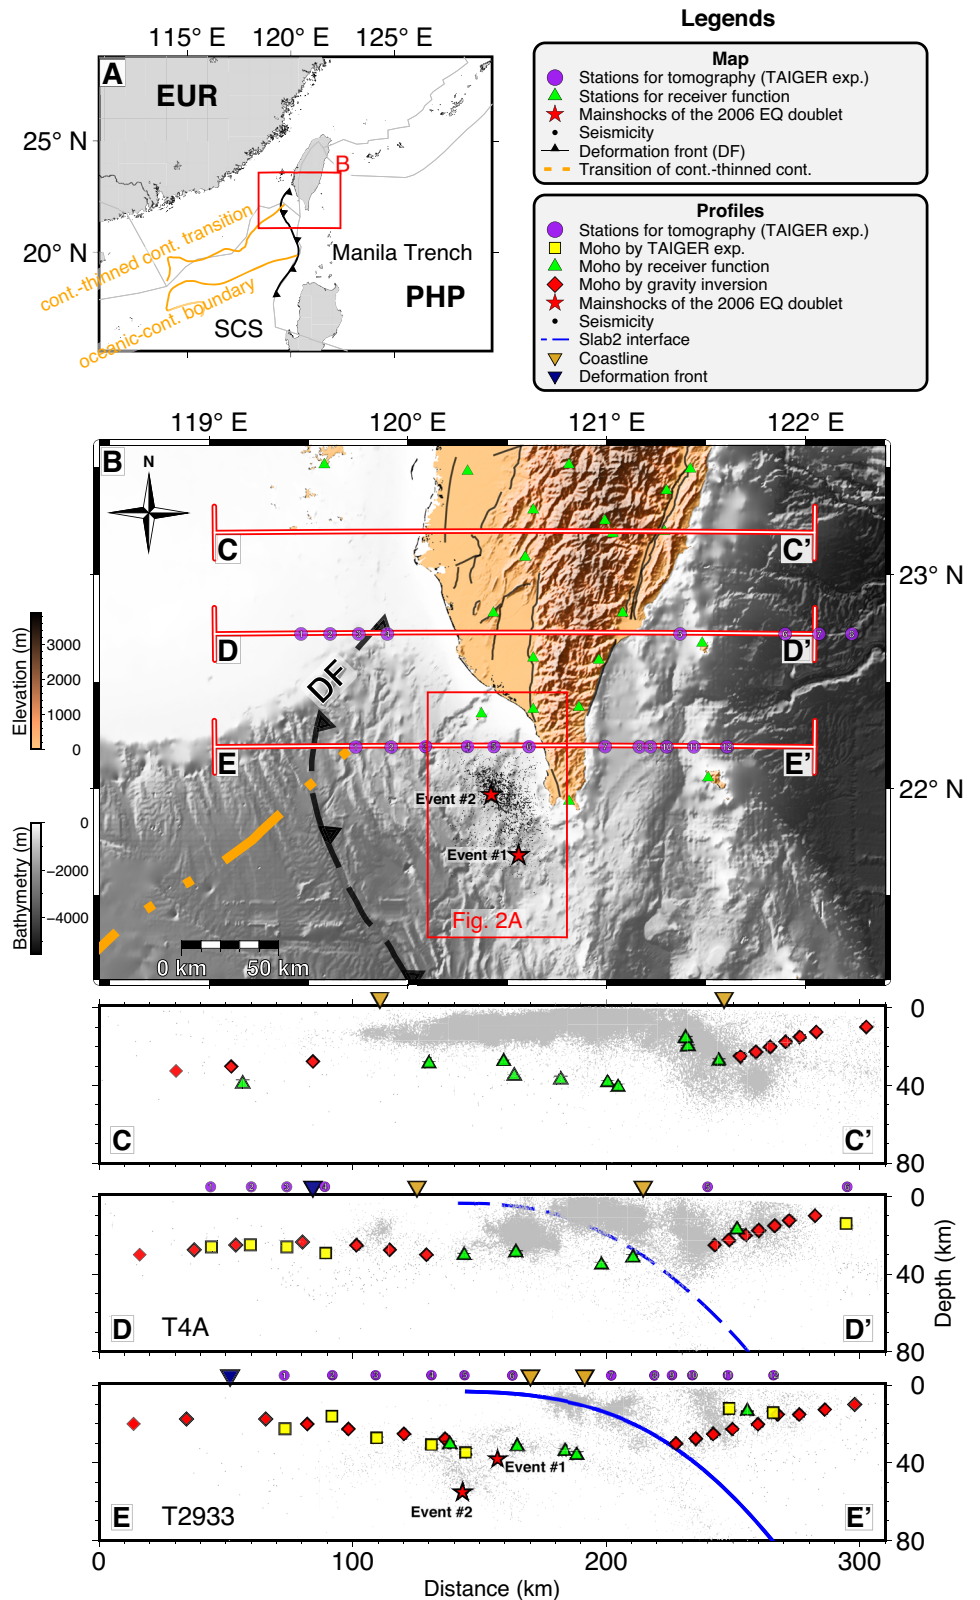 Legends
115° E 120° E 125° E
A
EUR
25° N
B
20° N
cont.-thinned cont. transition
oceanic-cont. boundary
Manila Trench
PHP
SCS
Map
Stations for tomography (TAIGER exp.)
Stations for receiver function
Mainshocks of the 2006 EQ doublet
Seismicity
Deformation front (DF)
Transition of cont.-thinned cont.
Profiles
Stations for tomography (TAIGER exp.)
Moho by TAIGER exp.
Moho by receiver function
Moho by gravity inversion
Mainshocks of the 2006 EQ doublet
Seismicity
Slab2 interface
Coastline
Deformation front
119° E 120° E 121° E 122° E
B
N
C C'
23° N
D D'
DF
E E'
22° N
Event #2
Event #1
Fig. 2A
0 km 50 km
Elevation (m)
3000
2000
1000
0
Bathymetry (m)
0
−2000
−4000
0
40
80
C C'
0
40
80
D T4A D'
0
40
80
Event #1
Event #2
E T2933 E'
Depth (km)
0 100 200 300
Distance (km)